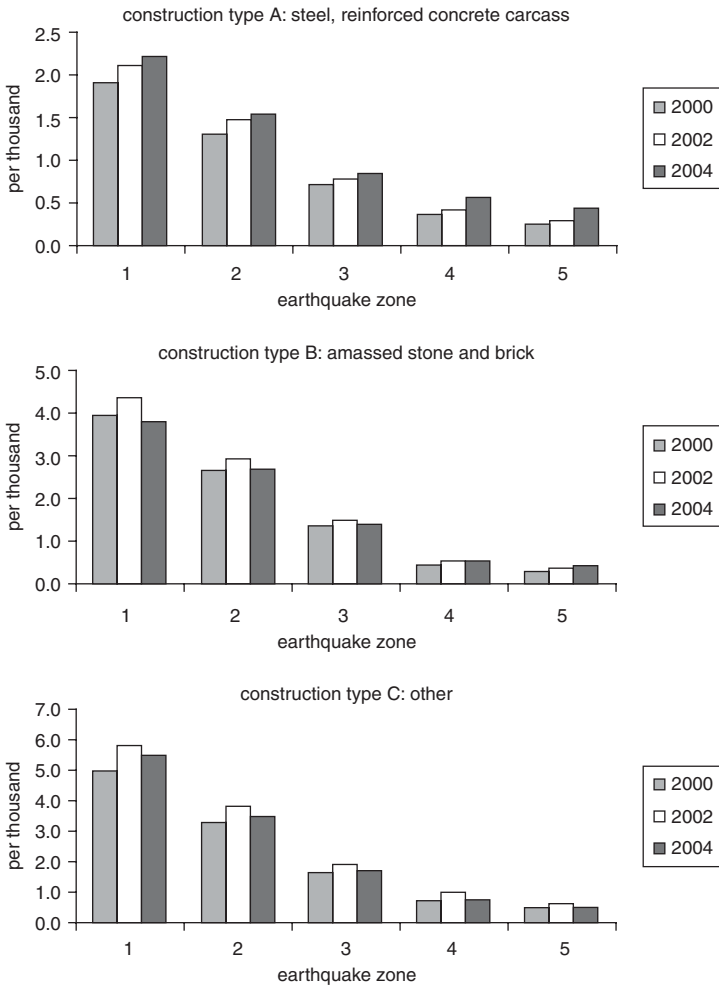 construction type A: steel, reinforced concrete carcass
2.5
2.0
1.5
1.0
0.5
0.0
per thousand
1 2 3 4 5
earthquake zone
2000
2002
2004
construction type B: amassed stone and brick
5.0
4.0
3.0
2.0
1.0
0.0
per thousand
1 2 3 4 5
earthquake zone
2000
2002
2004
construction type C: other
7.0
6.0
5.0
4.0
3.0
2.0
1.0
0.0
per thousand
1 2 3 4 5
earthquake zone
2000
2002
2004